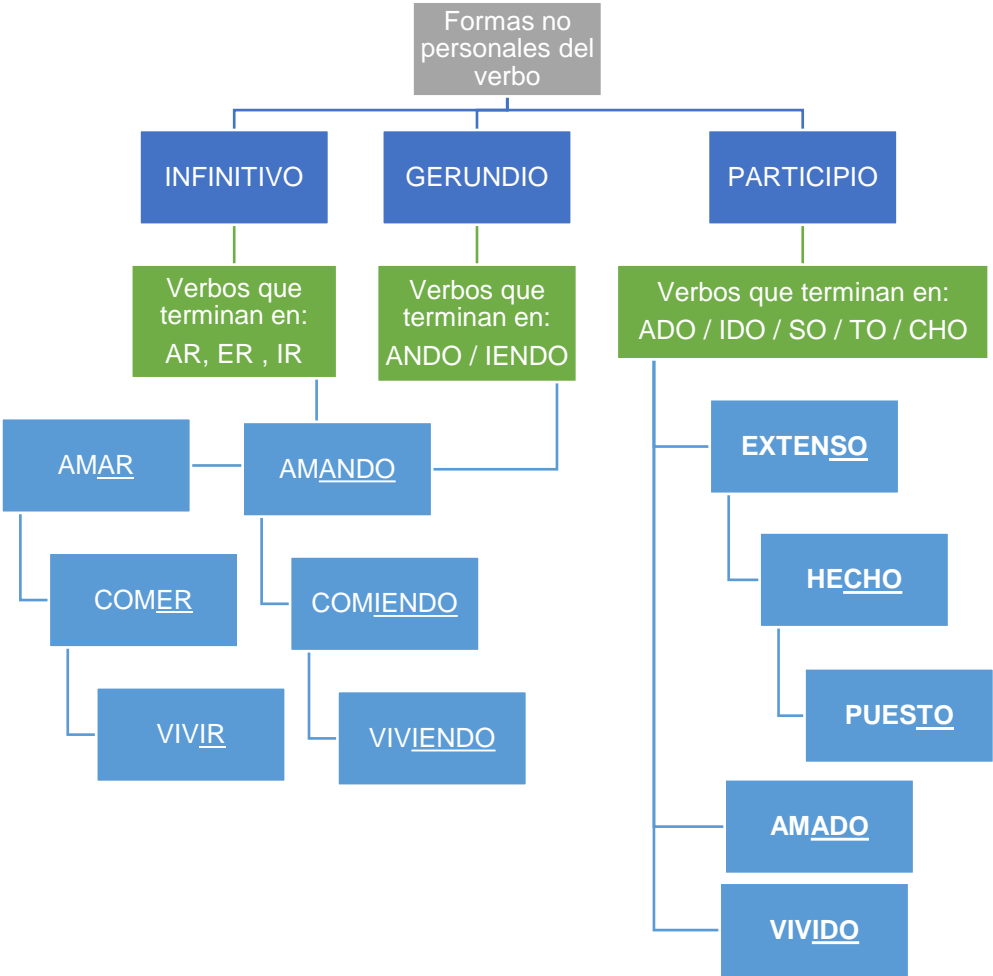 Formas no
personales del
verbo
INFINITIVO
GERUNDIO
PARTICIPIO
Verbos que
terminan en:
AR, ER , IR
Verbos que
terminan en:
ANDO / IENDO
Verbos que terminan en:
ADO / IDO / SO / TO / CHO
AMAR
COMER
VIVIR
AMANDO
COMIENDO
VIVIENDO
EXTENSO
HECHO
PUESTO
AMADO
VIVIDO